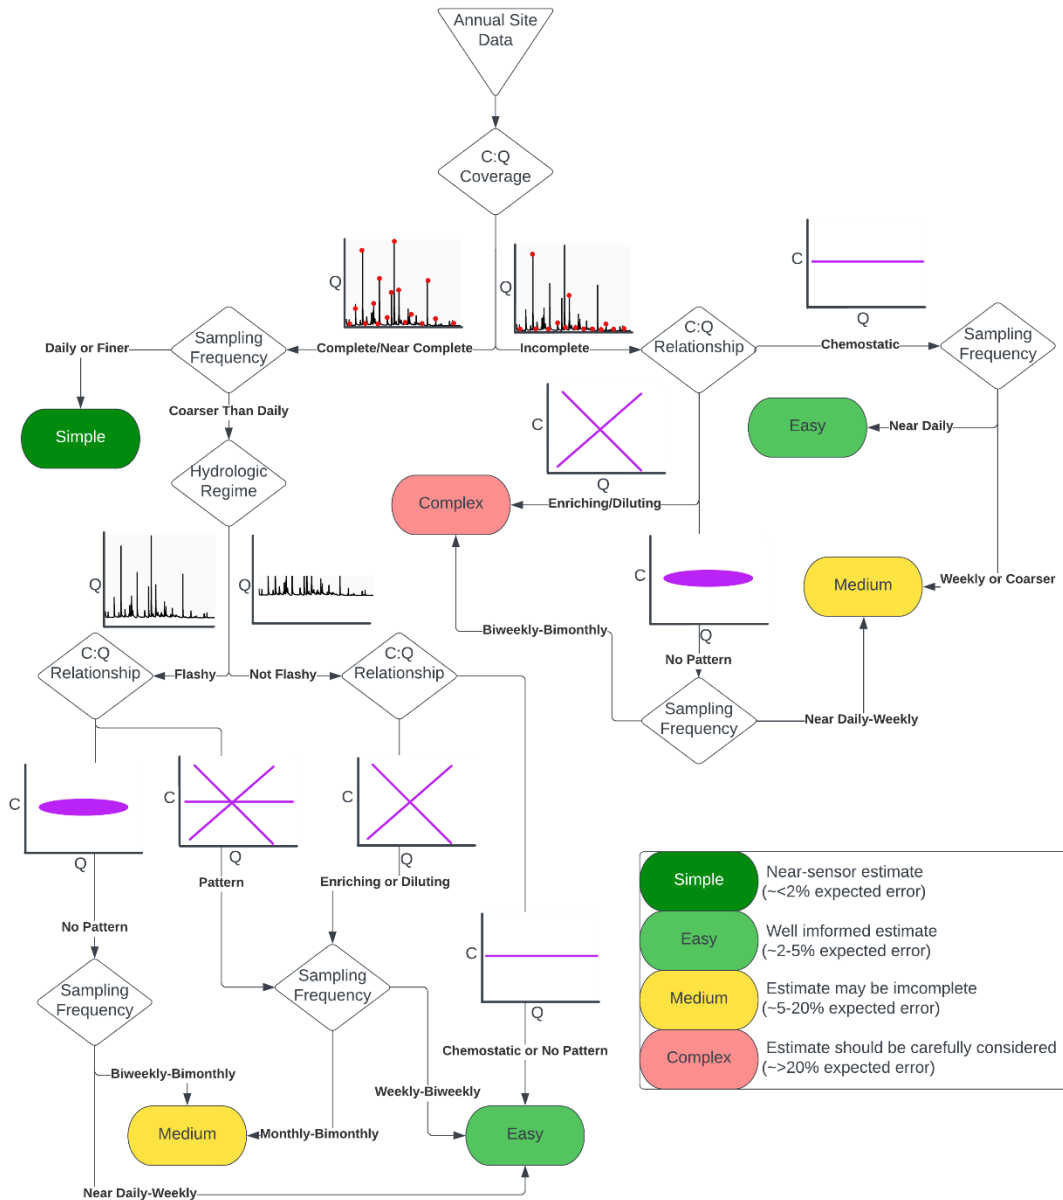 Annual Site
Data
C:Q
Coverage
C
Q
Q
Q
Sampling
Frequency
Daily or Finer
Complete/Near Complete
Incomplete
C:Q
Relationship
Chemostatic
Sampling
Frequency
Coarser Than Daily
Simple
C
Q
Easy
Near Daily
Hydrologic
Regime
Complex
Enriching/Diluting
Q
Q
C
Q
Medium
Weekly or Coarser
Biweekly-Bimonthly
No Pattern
C:Q
Relationship
Flashy
Not Flashy
C:Q
Relationship
Sampling
Frequency
Near Daily-Weekly
C
Q
C
Q
C
Q
Pattern
Enriching or Diluting
No Pattern
Sampling
Frequency
Sampling
Frequency
C
Q
Chemostatic or No Pattern
Biweekly-Bimonthly
Weekly-Biweekly
Medium
Monthly-Bimonthly
Easy
Near Daily-Weekly
Simple
Near-sensor estimate
(~<2% expected error)
Easy
Well imformed estimate
(~2-5% expected error)
Medium
Estimate may be imcomplete
(~5-20% expected error)
Complex
Estimate should be carefully considered
(~>20% expected error)